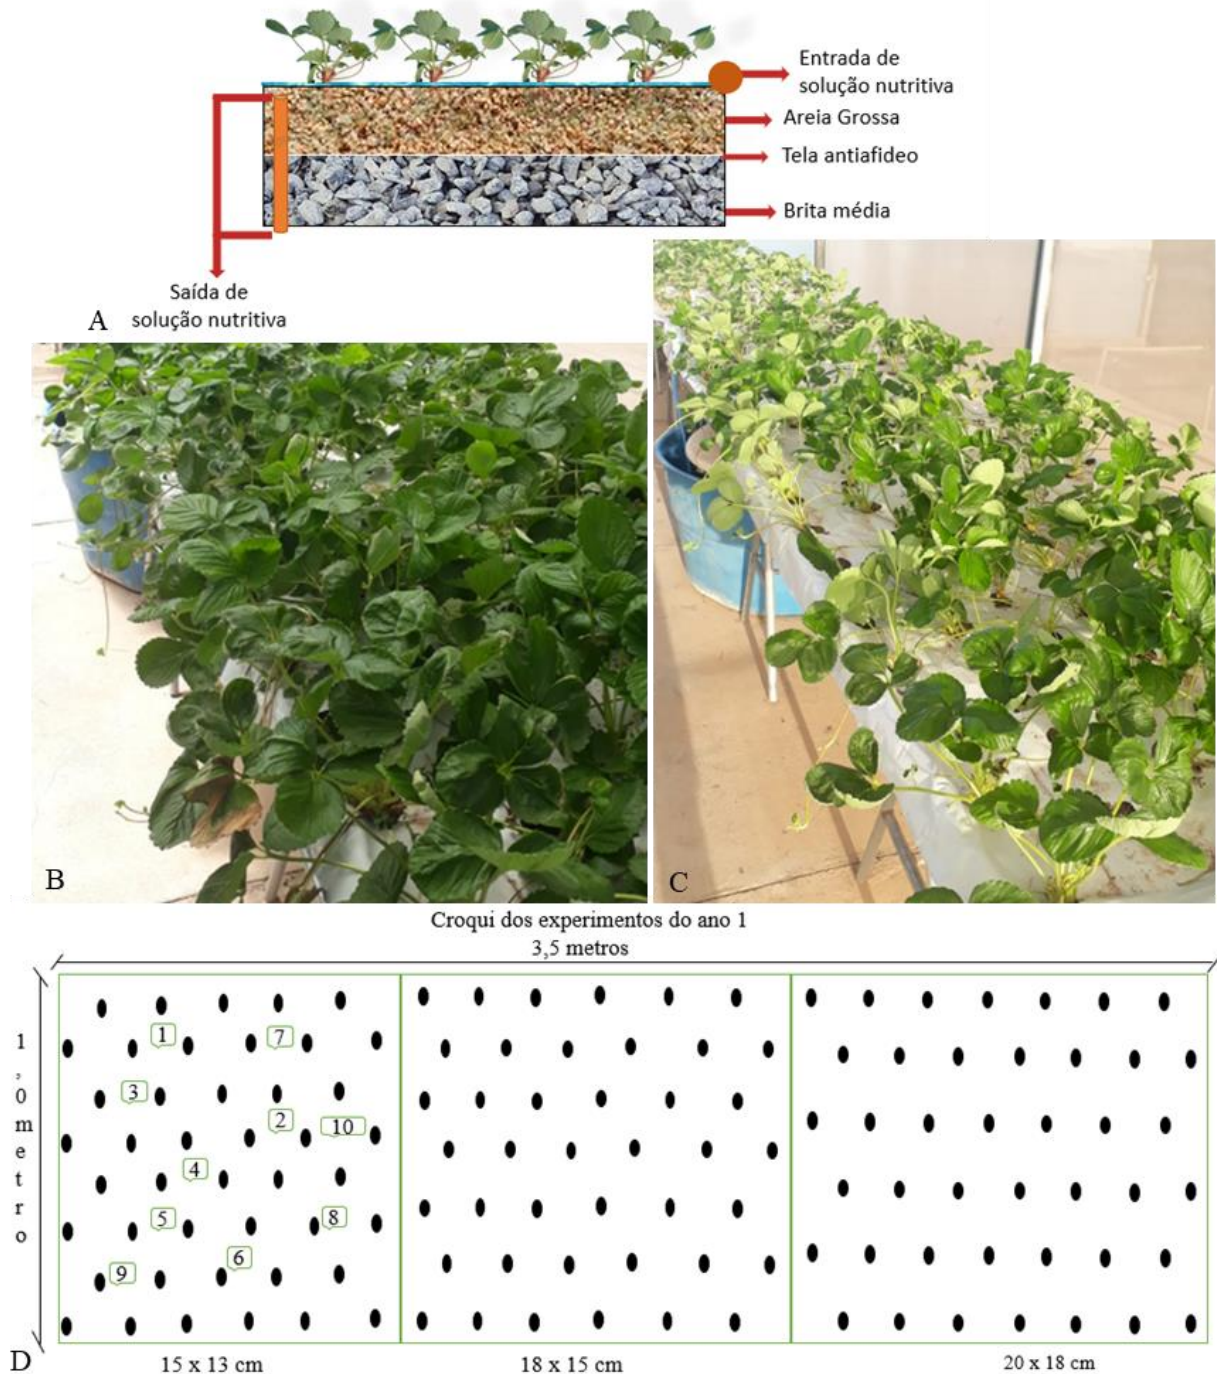 Entrada de
solução nutritiva
Areia Grossa
Tela antiafideo
Brita média
Saída de
solução nutritiva
A
B
C
Croqui dos experimentos do ano 1
3,5 metros
1,0 metro
1
7
3
2
10
4
5
8
6
9
D
15 x 13 cm
18 x 15 cm
20 x 18 cm